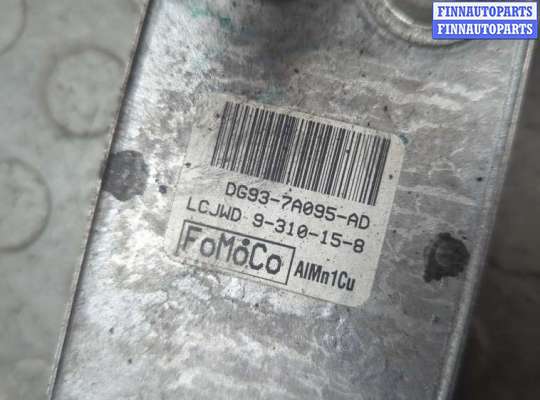 FINNAUTOPARTS
FINNAUTOPARTS
DG93-7A095-AD
LCJWD 9-310-15-8
FoMoCo AlMn1Cu